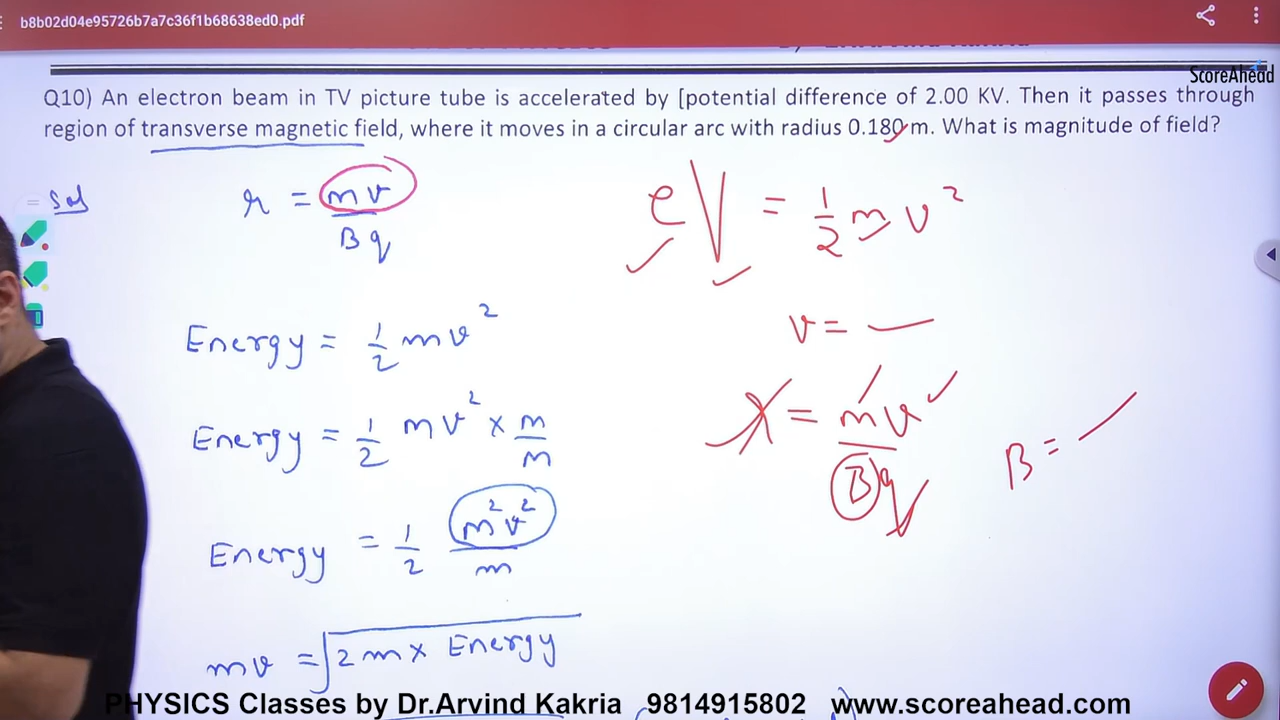 b8b02d04e95726b7a7c36f1b68638ed0.pdf
ScoreAhead
Q10) An electron beam in TV picture tube is accelerated by [potential difference of 2.00 KV. Then it passes through
region of transverse magnetic field, where it moves in a circular arc with radius 0.180 m. What is magnitude of field?
Sol
r = mv / Bq
Energy = 1/2 mv²
Energy = 1/2 mv² × m/m
Energy = 1/2 m²v²/m
mv = √2m × Energy
eV = 1/2 mv²
v =
r = mv / Bq
B =
PHYSICS Classes by Dr.Arvind Kakria 9814915802 www.scoreahead.com